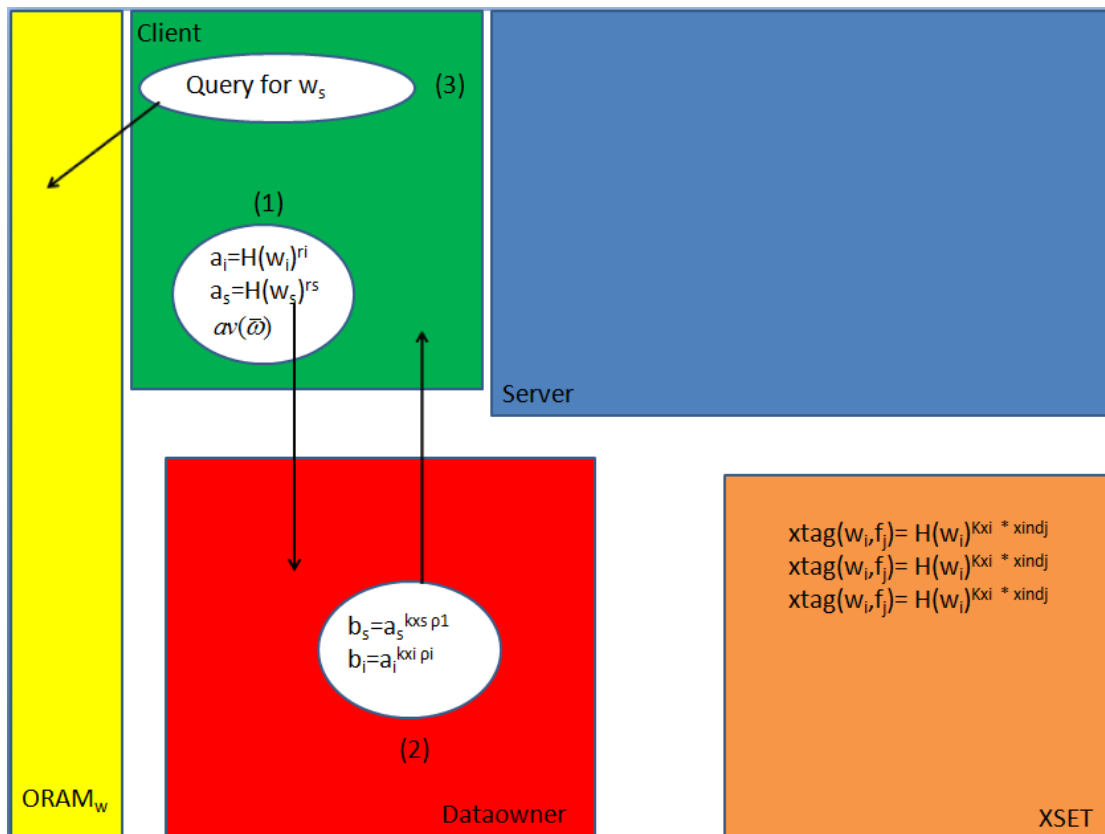 Client
Query for wₛ
(3)
(1)
aᵢ=H(wᵢ)ʳⁱ
aₛ=H(wₛ)ʳˢ
av(ω̄)
Server
xtag(wᵢ,fⱼ)= H(wᵢ)ᴷˣⁱ * ˣⁱⁿᵈʲ
xtag(wᵢ,fⱼ)= H(wᵢ)ᴷˣⁱ * ˣⁱⁿᵈʲ
xtag(wᵢ,fⱼ)= H(wᵢ)ᴷˣⁱ * ˣⁱⁿᵈʲ
bₛ=aₛᵏˣˢ ρ¹
bᵢ=aᵢᵏˣⁱ ρⁱ
(2)
ORAM_w
Dataowner
XSET